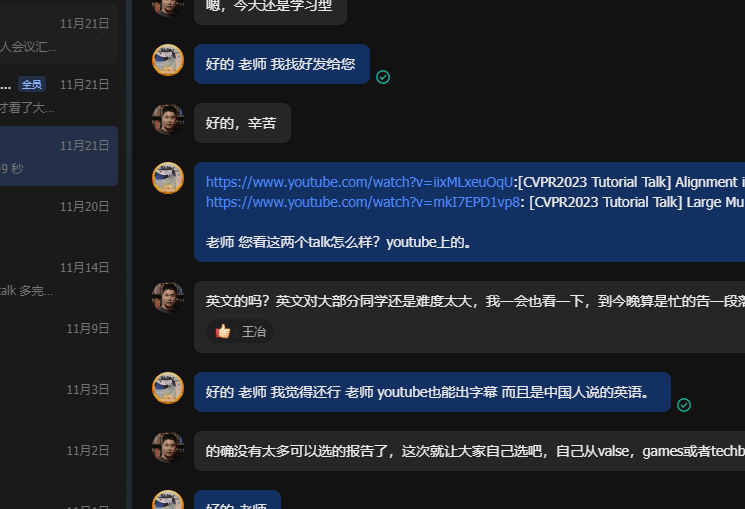 11月21日
人会议汇...
... 全员 11月21日
才看了大...
11月21日
9 秒
11月20日
11月14日
talk 多完...
11月9日
11月3日
11月2日
嗯，今天还是学习型
好的 老师 我找好发给您
好的，辛苦
https://www.youtube.com/watch?v=iixMLxeuOqU:[CVPR2023 Tutorial Talk] Alignment i
https://www.youtube.com/watch?v=mkI7EPD1vp8: [CVPR2023 Tutorial Talk] Large Mu
老师 您看这两个talk怎么样？youtube上的。
英文的吗？英文对大部分同学还是难度太大，我一会也看一下，到今晚算是忙的告一段落
王冶
好的 老师 我觉得还行 老师 youtube也能出字幕 而且是中国人说的英语。
的确没有太多可以选的报告了，这次就让大家自己选吧，自己从valse，games或者techb
好的 老师